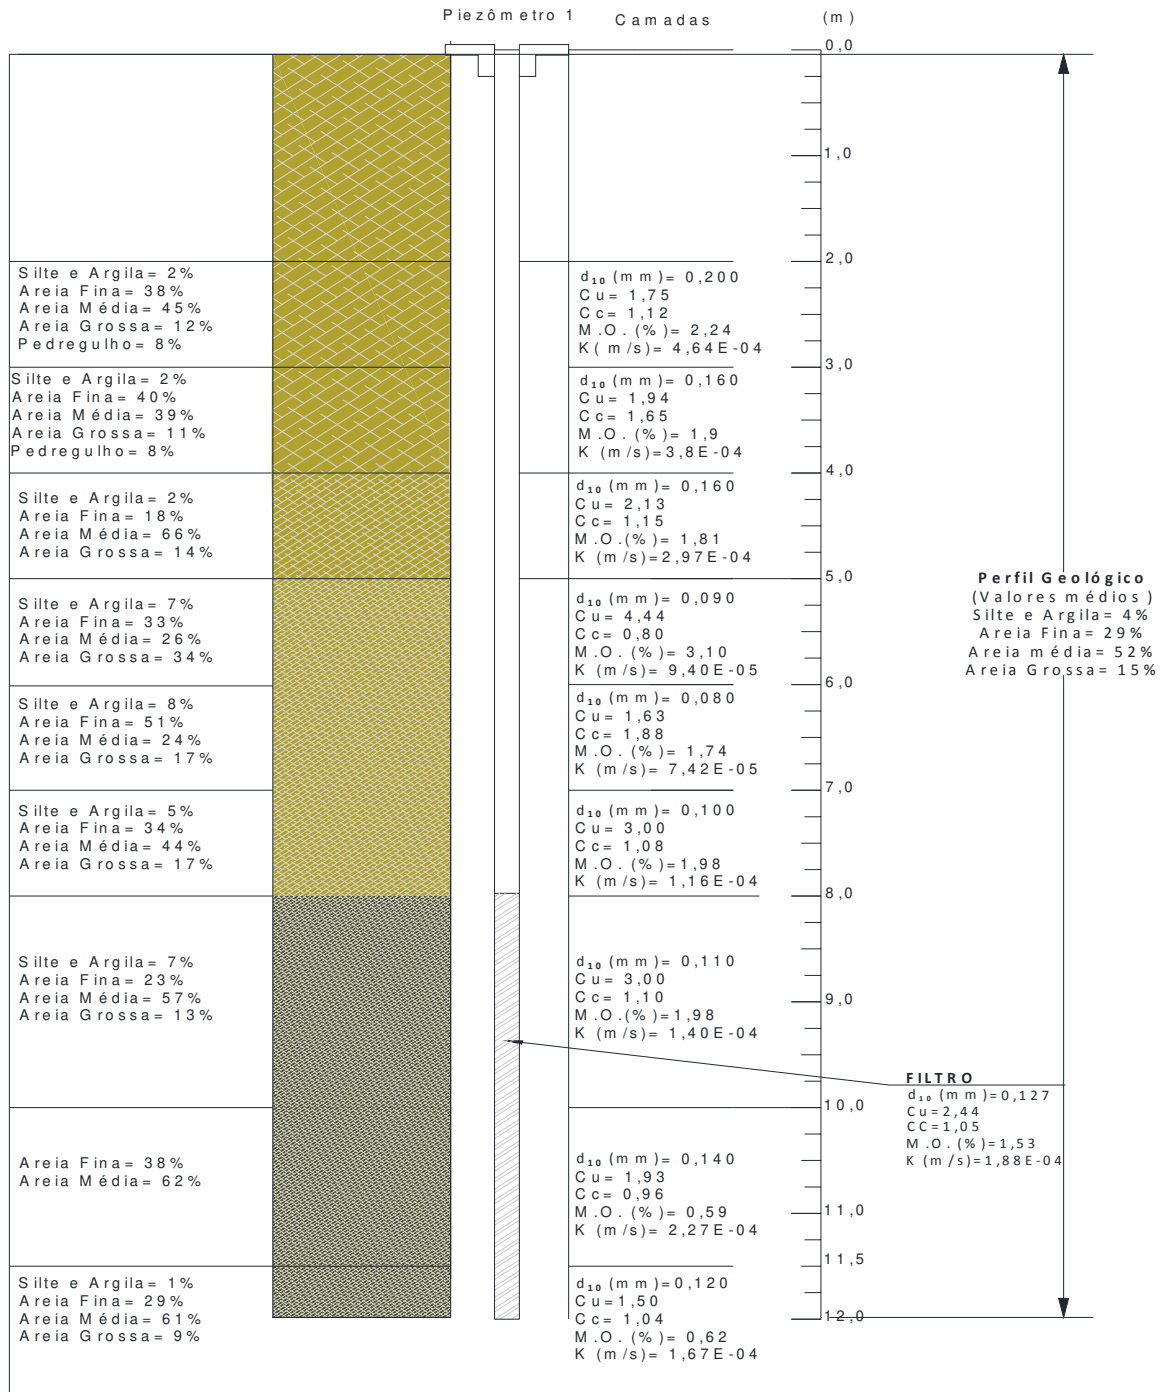 Piezômetro 1
Camadas
(m)
0,0
1,0
2,0
Silte e Argila= 2%
Areia Fina= 38%
Areia Média= 45%
Areia Grossa= 12%
Pedregulho= 8%
d₁₀ (mm)= 0,200
Cu= 1,75
Cc= 1,12
M.O.(%)= 2,24
K( m/s)= 4,64E-04
3,0
Silte e Argila= 2%
Areia Fina= 40%
Areia Média= 39%
Areia Grossa= 11%
Pedregulho= 8%
d₁₀ (mm)= 0,160
Cu= 1,94
Cc= 1,65
M.O.(%)= 1,9
K (m/s)=3,8E-04
4,0
Silte e Argila= 2%
Areia Fina= 18%
Areia Média= 66%
Areia Grossa= 14%
d₁₀ (mm)= 0,160
Cu= 2,13
Cc= 1,15
M.O.(%)= 1,81
K (m/s)=2,97E-04
5,0
Silte e Argila= 7%
Areia Fina= 33%
Areia Média= 26%
Areia Grossa= 34%
d₁₀ (mm)= 0,090
Cu= 4,44
Cc= 0,80
M.O.(%)= 3,10
K (m/s)= 9,40E-05
Perfil Geológico
(Valores médios)
Silte e Argila= 4%
Areia Fina= 29%
Areia média= 52%
Areia Grossa= 15%
6,0
Silte e Argila= 8%
Areia Fina= 51%
Areia Média= 24%
Areia Grossa= 17%
d₁₀ (mm)= 0,080
Cu= 1,63
Cc= 1,88
M.O.(%)= 1,74
K (m/s)= 7,42E-05
7,0
Silte e Argila= 5%
Areia Fina= 34%
Areia Média= 44%
Areia Grossa= 17%
d₁₀ (mm)= 0,100
Cu= 3,00
Cc= 1,08
M.O.(%)=1,98
K (m/s)= 1,16E-04
8,0
Silte e Argila= 7%
Areia Fina= 23%
Areia Média= 57%
Areia Grossa= 13%
d₁₀ (mm)= 0,110
Cu= 3,00
Cc= 1,10
M.O.(%)=1,98
K (m/s)= 1,40E-04
9,0
FILTRO
d₁₀ (mm)=0,127
Cu=2,44
CC=1,05
M.O.(%)=1,53
K (m/s)=1,88E-04
10,0
Areia Fina= 38%
Areia Média= 62%
d₁₀ (mm)= 0,140
Cu= 1,93
Cc= 0,96
M.O.(%)= 0,59
K (m/s)= 2,27E-04
11,0
11,5
Silte e Argila= 1%
Areia Fina= 29%
Areia Média= 61%
Areia Grossa= 9%
d₁₀ (mm)=0,120
Cu= 1,50
Cc= 1,04
M.O.(%)= 0,62
K (m/s)= 1,67E-04
12,0